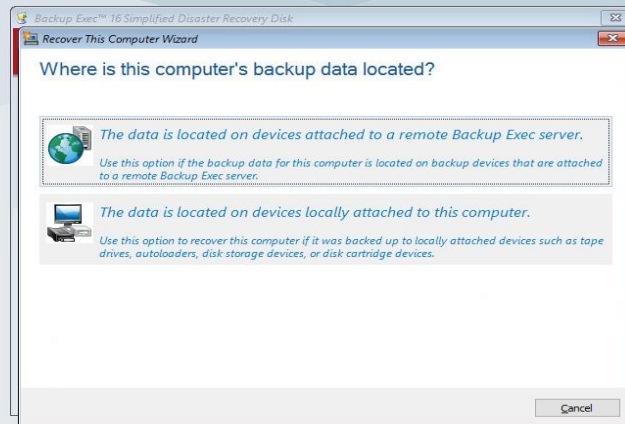 Backup Exec™ 16 Simplified Disaster Recovery Disk
Recover This Computer Wizard
Where is this computer's backup data located?
The data is located on devices attached to a remote Backup Exec server.
Use this option if the backup data for this computer is located on backup devices that are attached
to a remote Backup Exec server.
The data is located on devices locally attached to this computer.
Use this option to recover this computer if it was backed up to locally attached devices such as tape
drives, autoloaders, disk storage devices, or disk cartridge devices.
Cancel